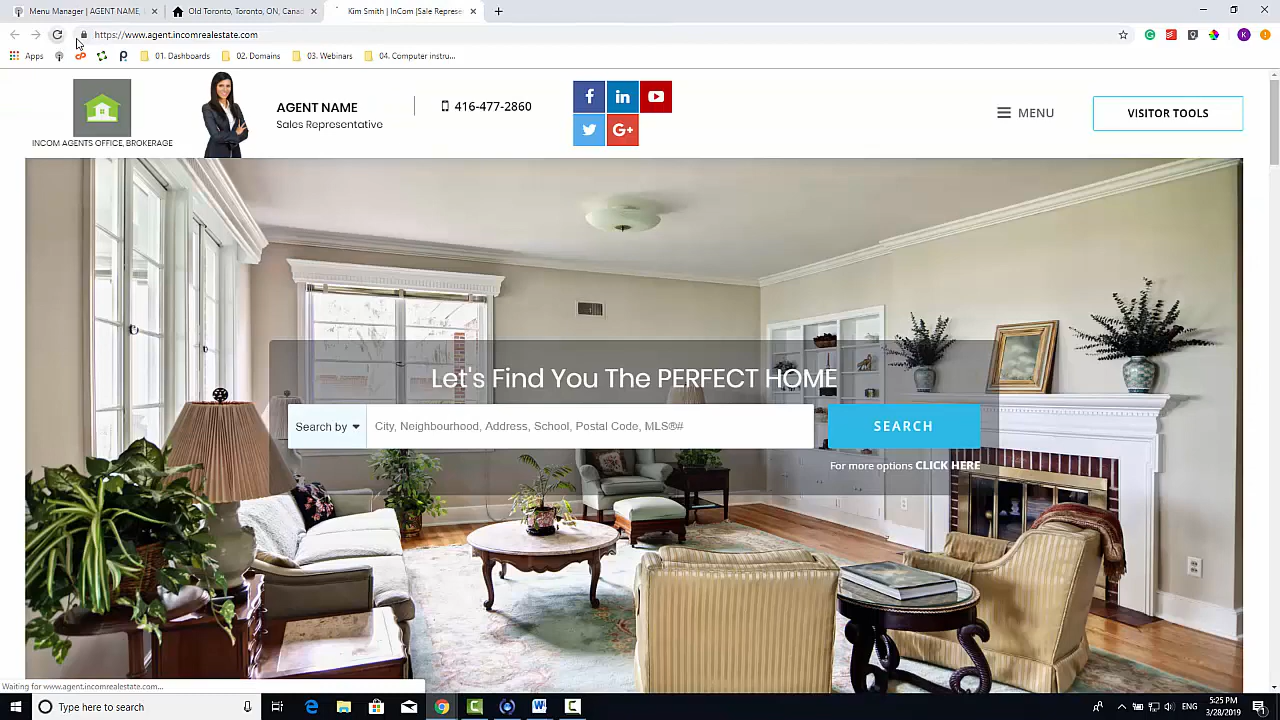 Menu Manager | AGENT NAME,
Old Toronto, Toronto, ON, Canad
Kim Smith | InCom |Sale Represe
https://www.agent.incomrealestate.com
Apps
01. Dashboards
02. Domains
03. Webinars
04. Computer instru...
K
INCOM AGENTS OFFICE, BROKERAGE
AGENT NAME
Sales Representative
416-477-2860
f
in
G+
MENU
VISITOR TOOLS
Let's Find You The PERFECT HOME
Search by
City, Neighbourhood, Address, School, Postal Code, MLS®#
SEARCH
For more options CLICK HERE
Waiting for www.agent.incomrealestate.com...
Type here to search
ENG
5:25 PM
3/28/2019